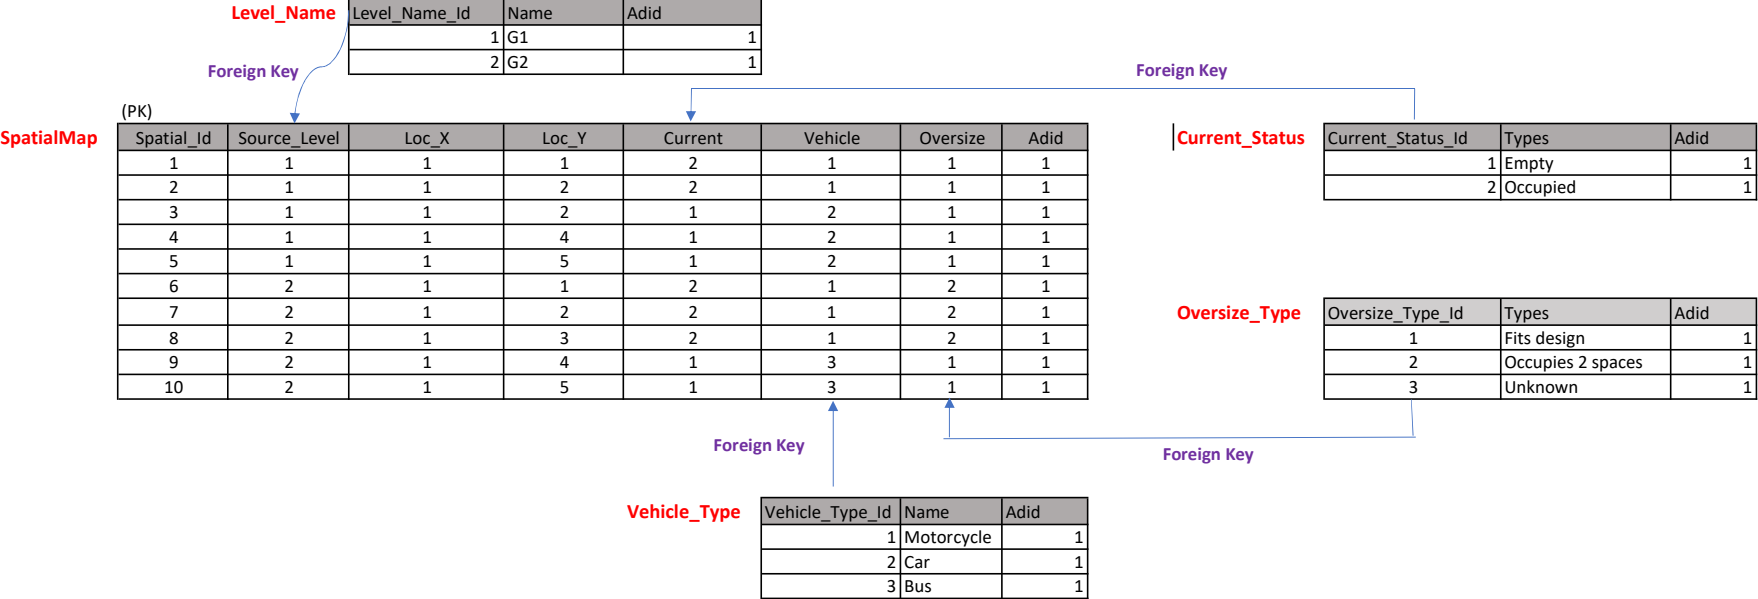 Level_Name Level_Name_Id Name Adid
1 G1 1
2 G2 1
Foreign Key Foreign Key
(PK)
SpatialMap Spatial_Id Source_Level Loc_X Loc_Y Current Vehicle Oversize Adid Current_Status Current_Status_Id Types Adid
1 1 1 1 2 1 1 1 1 Empty 1
2 1 1 2 2 1 1 1 2 Occupied 1
3 1 1 2 1 2 1 1
4 1 1 4 1 2 1 1
5 1 1 5 1 2 1 1
6 2 1 1 2 1 2 1
7 2 1 2 2 1 2 1 Oversize_Type Oversize_Type_Id Types Adid
8 2 1 3 2 1 2 1 1 Fits design 1
9 2 1 4 1 3 1 1 2 Occupies 2 spaces 1
10 2 1 5 1 3 1 1 3 Unknown 1
Foreign Key Foreign Key
Vehicle_Type Vehicle_Type_Id Name Adid
1 Motorcycle 1
2 Car 1
3 Bus 1